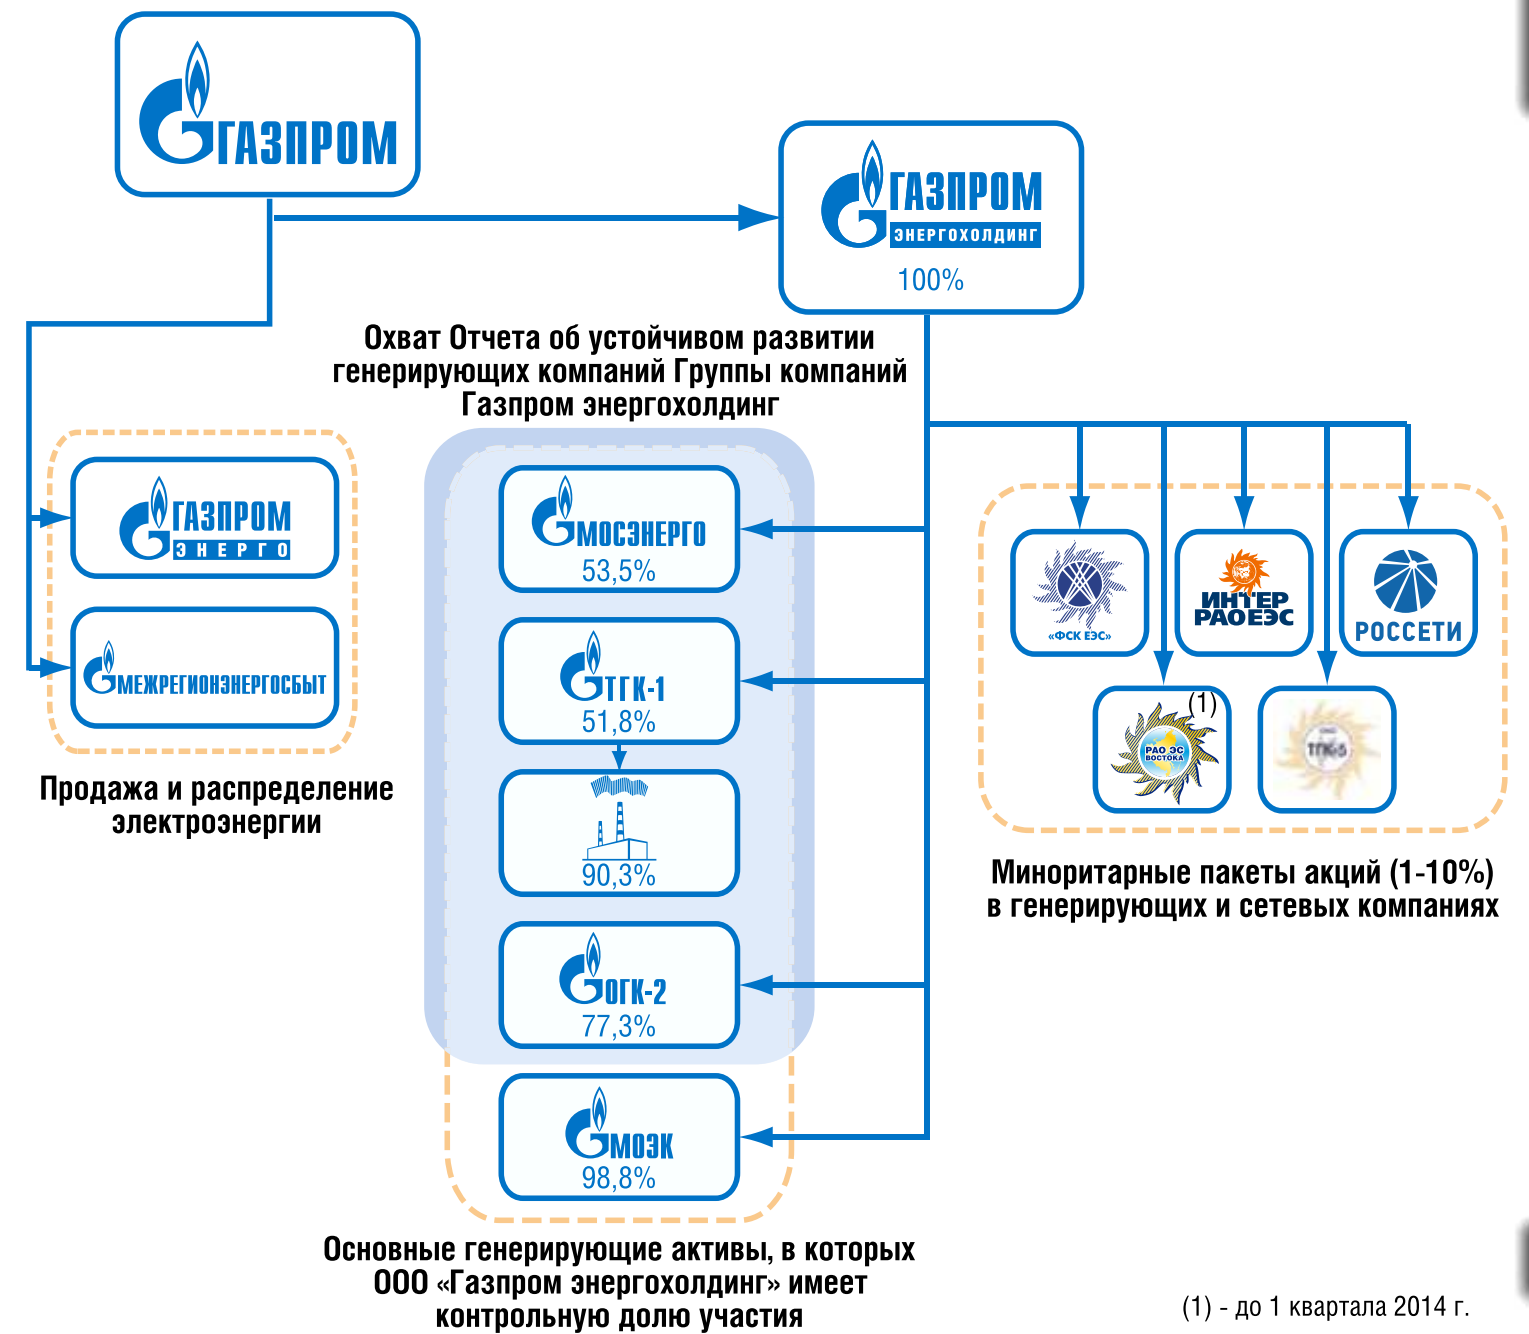 ГАЗПРОМ
ГАЗПРОМ
ЭНЕРГОХОЛДИНГ
100%
Охват Отчета об устойчивом развитии
генерирующих компаний Группы компаний
Газпром энергохолдинг
ГАЗПРОМ
ЭНЕРГО
МЕЖРЕГИОНЭНЕРГОСБЫТ
Продажа и распределение
электроэнергии
МОСЭНЕРГО
53,5%
ТГК-1
51,8%
90,3%
ОГК-2
77,3%
МОЭК
98,8%
Основные генерирующие активы, в которых
ООО «Газпром энергохолдинг» имеет
контрольную долю участия
«ФСК ЕЭС»
ИНТЕР
РАОЕЭС
РОССЕТИ
(1)
РАО ЭС
ВОСТОКА
ТГК-5
Миноритарные пакеты акций (1-10%)
в генерирующих и сетевых компаниях
(1) - до 1 квартала 2014 г.